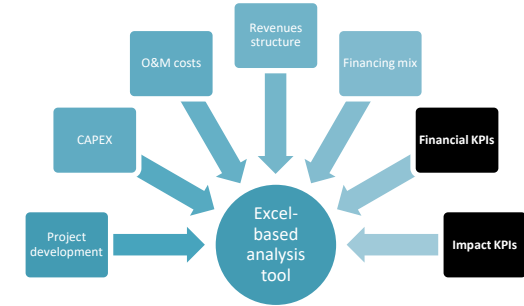 Revenues
structure
O&M costs
Financing mix
CAPEX
Financial KPIs
Project
development
Excel-
based
analysis
tool
Impact KPIs